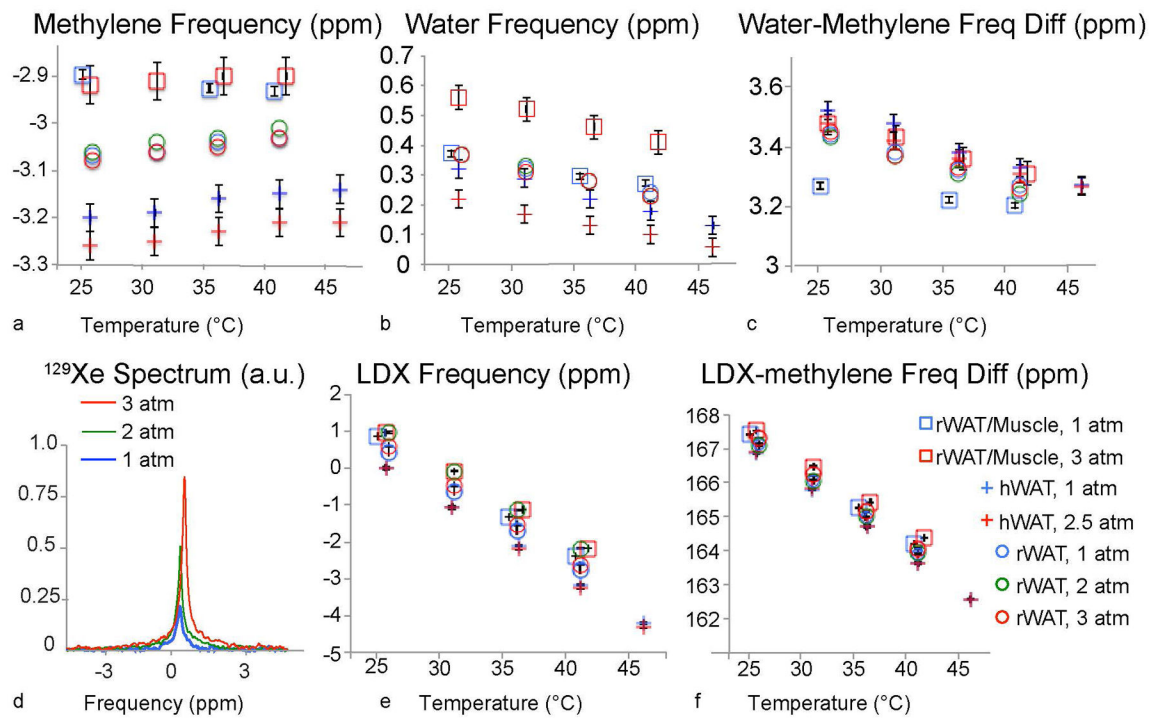 Methylene Frequency (ppm)
Water Frequency (ppm)
Water-Methylene Freq Diff (ppm)
-2.9
-3
-3.1
-3.2
-3.3
25 30 35 40 45
a Temperature (°C)
0.7
0.6
0.5
0.4
0.3
0.2
0.1
0
25 30 35 40 45
b Temperature (°C)
3.6
3.4
3.2
3
25 30 35 40 45
c Temperature (°C)
¹²⁹Xe Spectrum (a.u.)
3 atm
2 atm
1 atm
1.0
0.75
0.5
0.25
0
0 3
d Frequency (ppm)
LDX Frequency (ppm)
2
1
0
-1
-2
-3
-4
-5
25 30 35 40 45
e Temperature (°C)
LDX-methylene Freq Diff (ppm)
168
167
166
165
164
163
162
25 30 35 40 45
f Temperature (°C)
rWAT/Muscle, 1 atm
rWAT/Muscle, 3 atm
hWAT, 1 atm
hWAT, 2.5 atm
rWAT, 1 atm
rWAT, 2 atm
rWAT, 3 atm